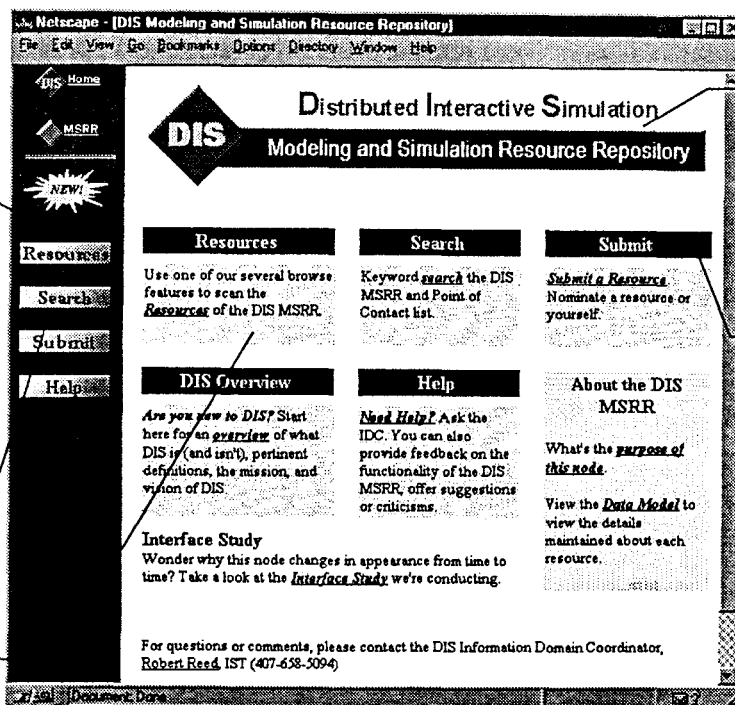 Netscape - [DIS Modeling and Simulation Resource Repository]
File Edit View Go Bookmarks Options Directory Window Help
DIS Home
MSRR
NEW!
Resources
Search
Submit
Help
DIS
Distributed Interactive Simulation
Modeling and Simulation Resource Repository
Resources
Use one of our several browse
features to scan the
Resources of the DIS MSRR.
Search
Keyword search the DIS
MSRR and Point of
Contact list.
Submit
Submit a Resource
Nominate a resource or
yourself.
DIS Overview
Are you new to DIS? Start
here for an overview of what
DIS is (and isn't), pertinent
definitions, the mission, and
vision of DIS.
Help
Need Help? Ask the
IDC. You can also
provide feedback on the
functionality of the DIS
MSRR, offer suggestions
or criticisms.
About the DIS
MSRR
What's the purpose of
this node.
View the Data Model to
view the details
maintained about each
resource.
Interface Study
Wonder why this node changes in appearance from time to
time? Take a look at the Interface Study we're conducting.
For questions or comments, please contact the DIS Information Domain Coordinator,
Robert Reed, IST (407-658-5094)
Document: Done